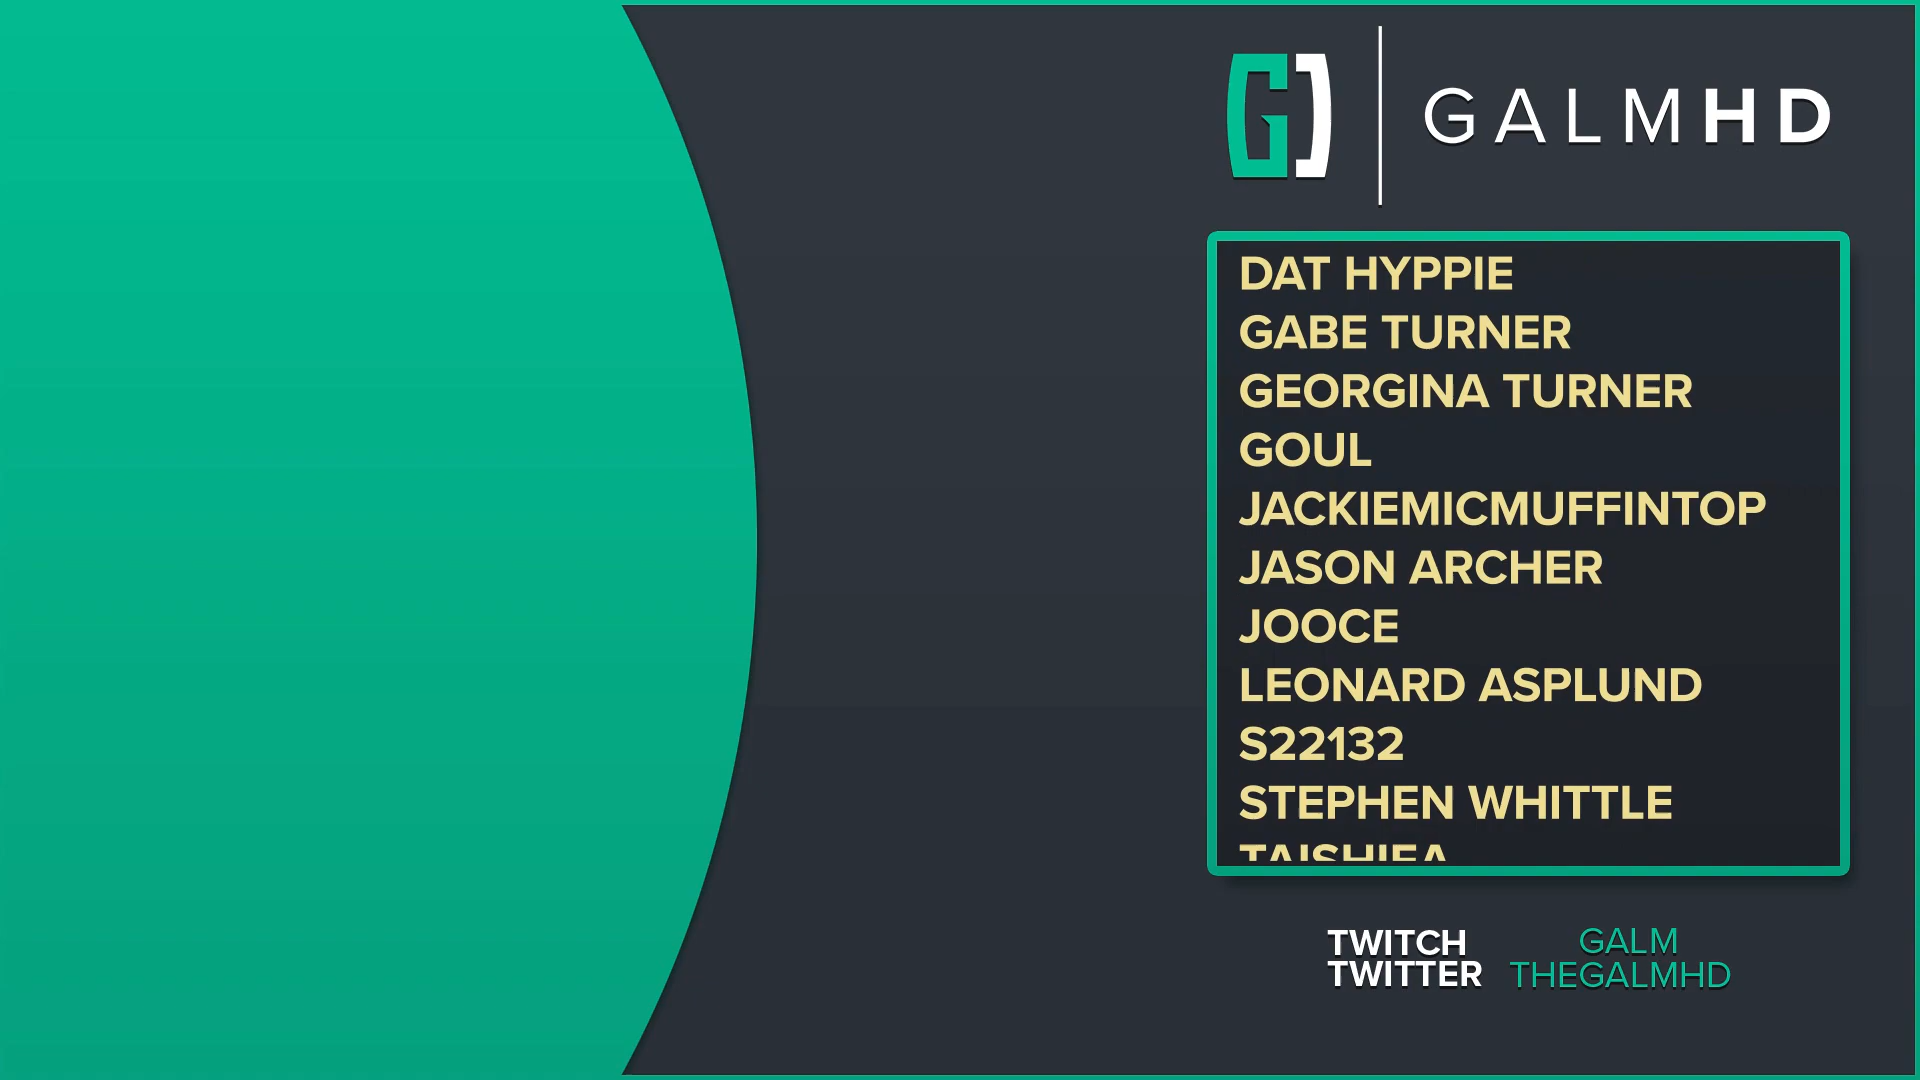 GALMHD
DAT HYPPIE
GABE TURNER
GEORGINA TURNER
GOUL
JACKIEMICMUFFINTOP
JASON ARCHER
JOOCE
LEONARD ASPLUND
S22132
STEPHEN WHITTLE
TWITCH GALM
TWITTER THEGALMHD